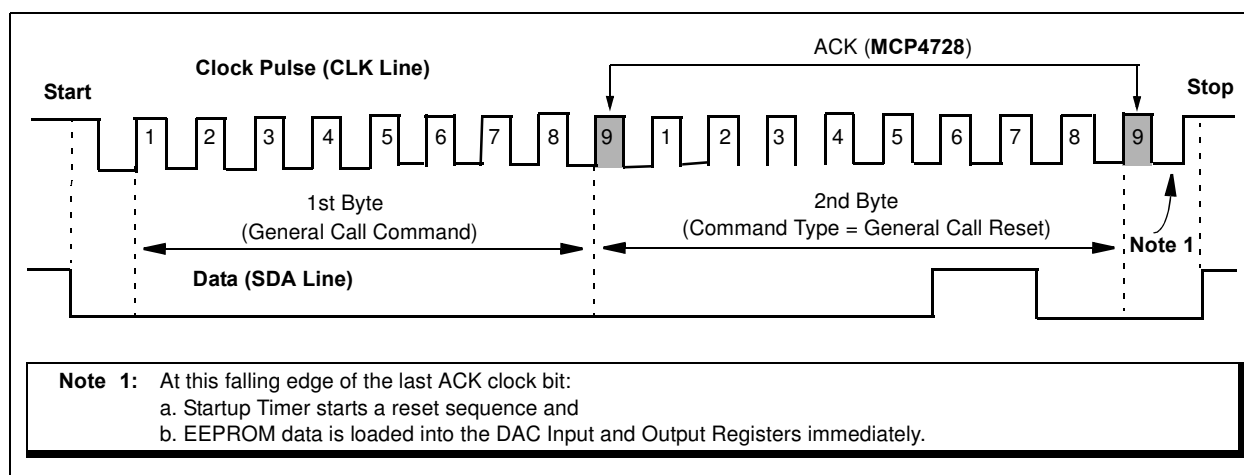 ACK (MCP4728)
Clock Pulse (CLK Line)
Start
Stop
1 2 3 4 5 6 7 8 9 1 2 3 4 5 6 7 8 9
1st Byte
(General Call Command)
2nd Byte
(Command Type = General Call Reset)
Note 1
Data (SDA Line)
Note 1: At this falling edge of the last ACK clock bit:
a. Startup Timer starts a reset sequence and
b. EEPROM data is loaded into the DAC Input and Output Registers immediately.